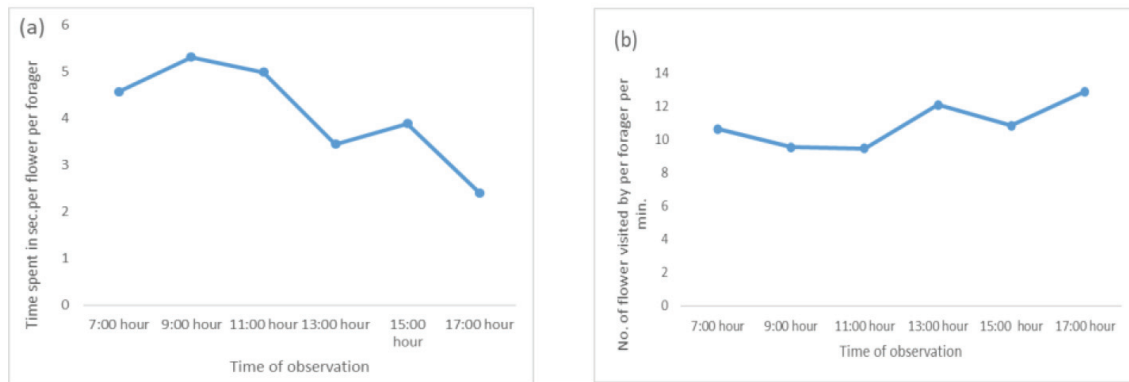 (a)
Time spent in sec.per flower per forager
6
5
4
3
2
1
0
7:00 hour 9:00 hour 11:00 hour 13:00 hour 15:00 17:00 hour
hour
Time of observation
(b)
No. of flower visited by per forager per
min.
14
12
10
8
6
4
2
0
7:00 hour 9:00 hour 11:00 hour 13:00 hour 15:00 hour 17:00 hour
Time of observation